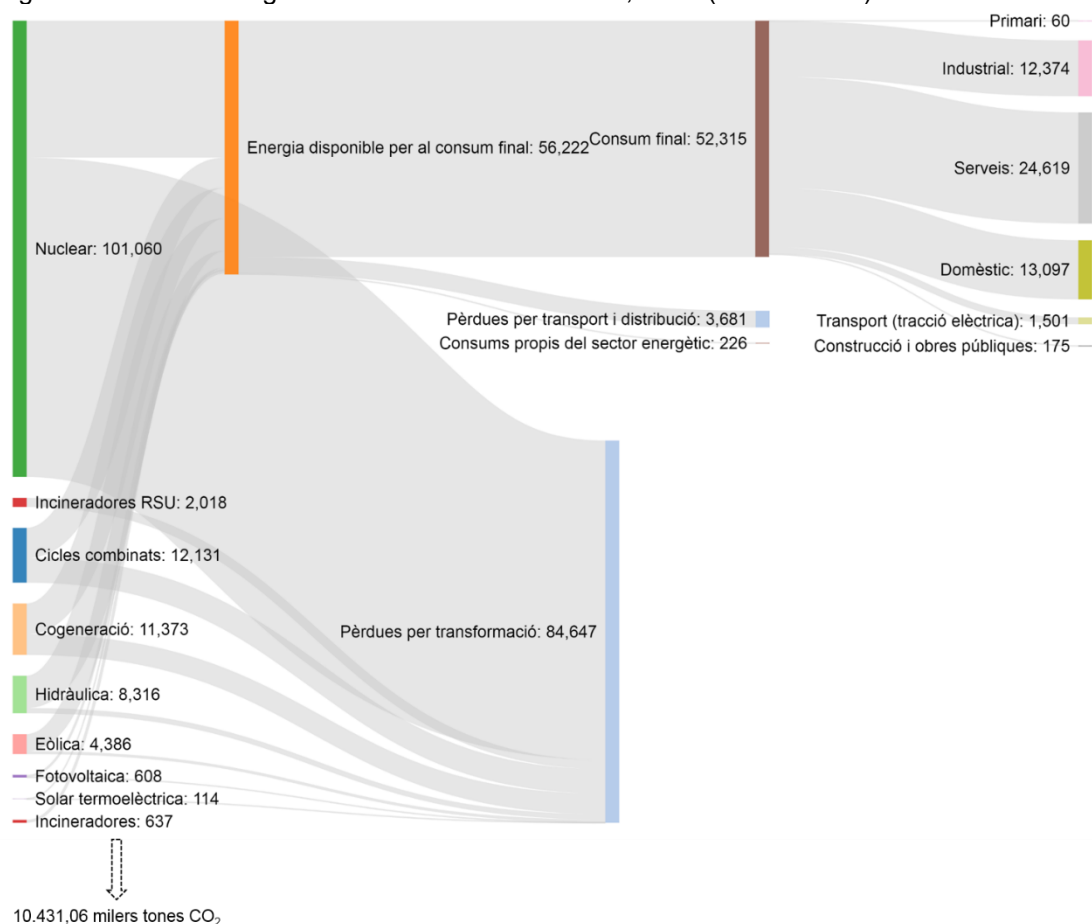 Primari: 60
Industrial: 12,374
Energia disponible per al consum final: 56,222
Consum final: 52,315
Serveis: 24,619
Nuclear: 101,060
Domèstic: 13,097
Pèrdues per transport i distribució: 3,681
Transport (tracció elèctrica): 1,501
Consums propis del sector energètic: 226
Construcció i obres públiques: 175
Incineradores RSU: 2,018
Cicles combinats: 12,131
Cogeneració: 11,373
Pèrdues per transformació: 84,647
Hidràulica: 8,316
Eòlica: 4,386
Fotovoltaica: 608
Solar termoelèctrica: 114
Incineradores: 637
10.431,06 milers tones CO₂